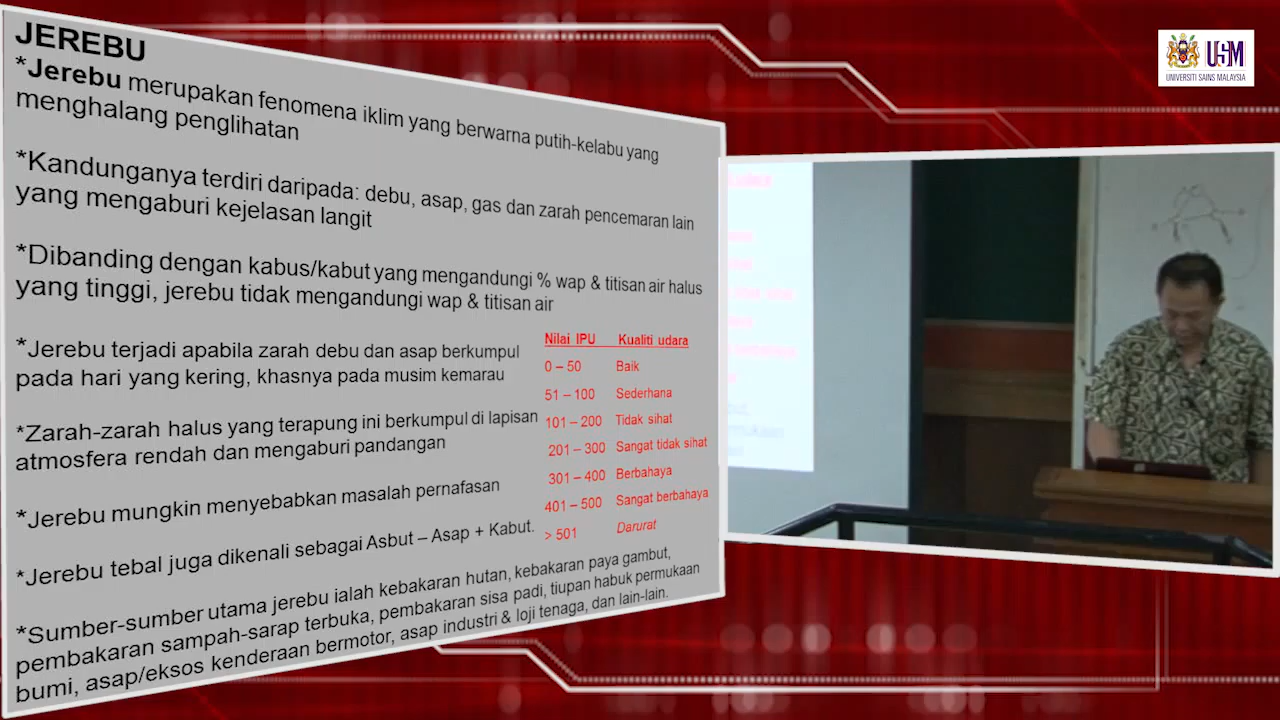 JEREBU
*Jerebu merupakan fenomena iklim yang berwarna putih-kelabu yang
menghalang penglihatan
*Kandunganya terdiri daripada: debu, asap, gas dan zarah pencemaran lain
yang mengaburi kejelasan langit
*Dibanding dengan kabus/kabut yang mengandungi % wap & titisan air halus
yang tinggi, jerebu tidak mengandungi wap & titisan air
*Jerebu terjadi apabila zarah debu dan asap berkumpul
pada hari yang kering, khasnya pada musim kemarau
*Zarah-zarah halus yang terapung ini berkumpul di lapisan
atmosfera rendah dan mengaburi pandangan
*Jerebu mungkin menyebabkan masalah pernafasan
*Jerebu tebal juga dikenali sebagai Asbut – Asap + Kabut.
*Sumber-sumber utama jerebu ialah kebakaran hutan, kebakaran paya gambut,
pembakaran sampah-sarap terbuka, pembakaran sisa padi, tiupan habuk permukaan
bumi, asap/eksos kenderaan bermotor, asap industri & loji tenaga, dan lain-lain.
Nilai IPU Kualiti udara
0 – 50 Baik
51 – 100 Sederhana
101 – 200 Tidak sihat
201 – 300 Sangat tidak sihat
301 – 400 Berbahaya
401 – 500 Sangat berbahaya
> 501 Darurat
USM
UNIVERSITI SAINS MALAYSIA